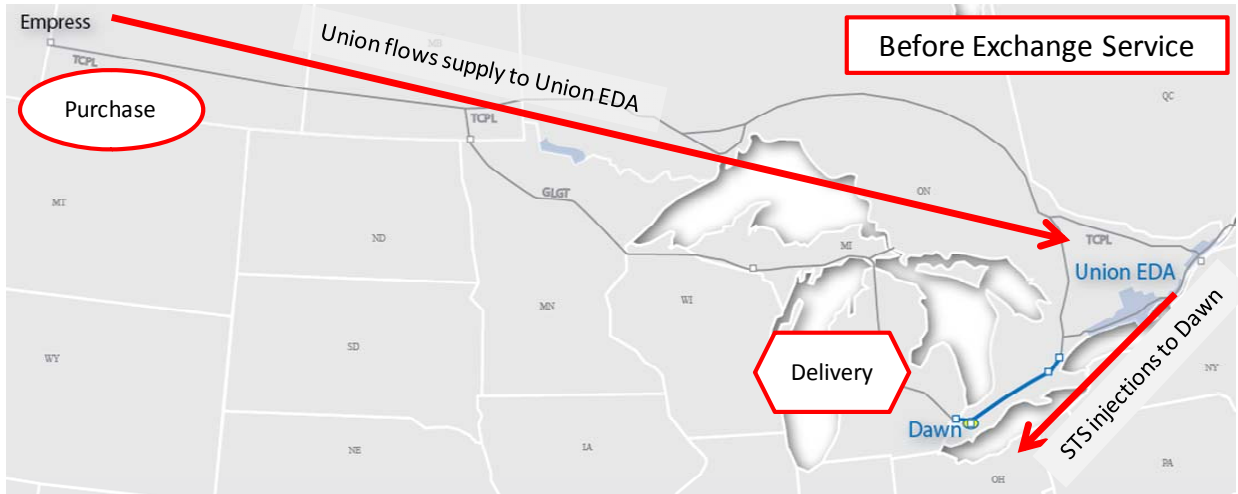 Empress
TCPL
Purchase
Union flows supply to Union EDA
Before Exchange Service
MB
QC
TCPL
GLGT
MT
ND
ON
MI
TCPL
Union EDA
MN
WI
SD
WY
Delivery
NY
STS injections to Dawn
Dawn
NE
IA
PA
OH